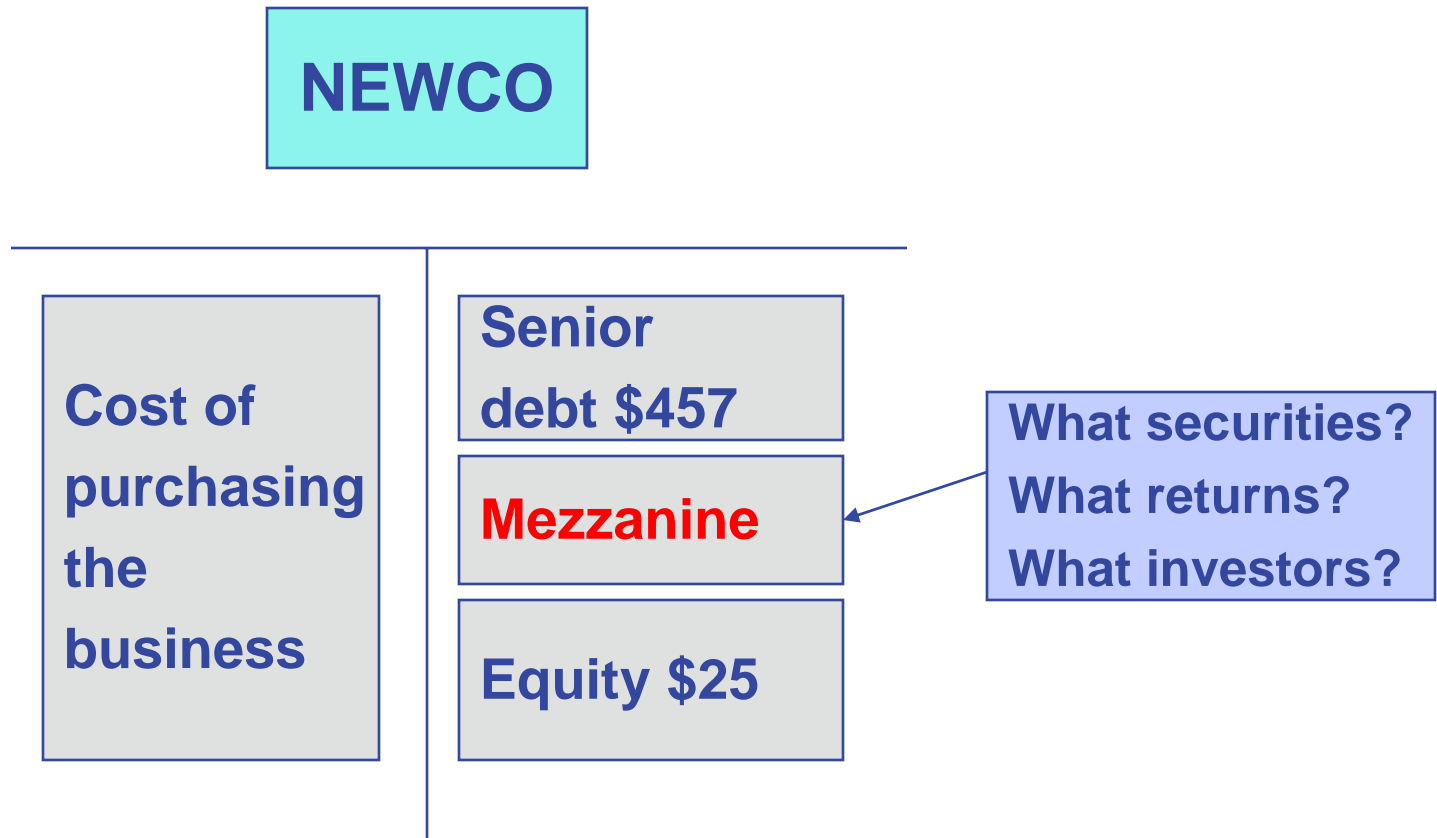 NEWCO
Cost of
purchasing
the
business
Senior
debt $457
Mezzanine
Equity $25
What securities?
What returns?
What investors?